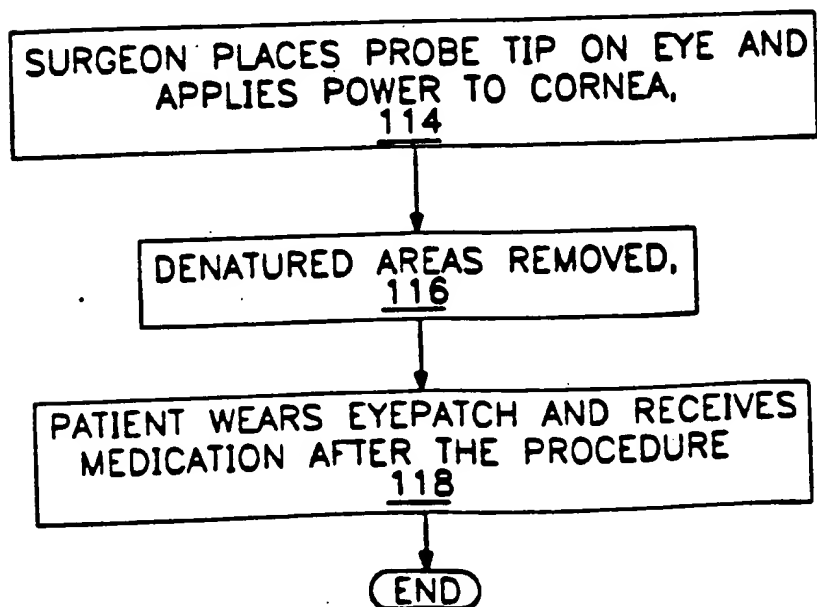 SURGEON PLACES PROBE TIP ON EYE AND
APPLIES POWER TO CORNEA.
114
DENATURED AREAS REMOVED.
116
PATIENT WEARS EYEPATCH AND RECEIVES
MEDICATION AFTER THE PROCEDURE
118
END